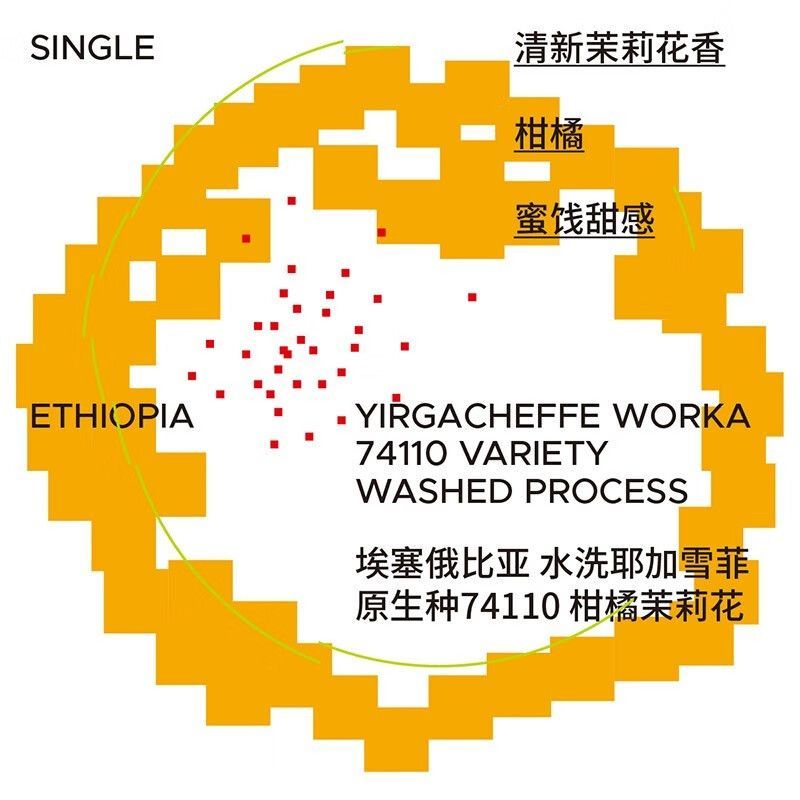 SINGLE
清新茉莉花香
柑橘
蜜饯甜感
ETHIOPIA
YIRGACHEFFE WORKA
74110 VARIETY
WASHED PROCESS
埃塞俄比亚 水洗耶加雪菲
原生种74110 柑橘茉莉花